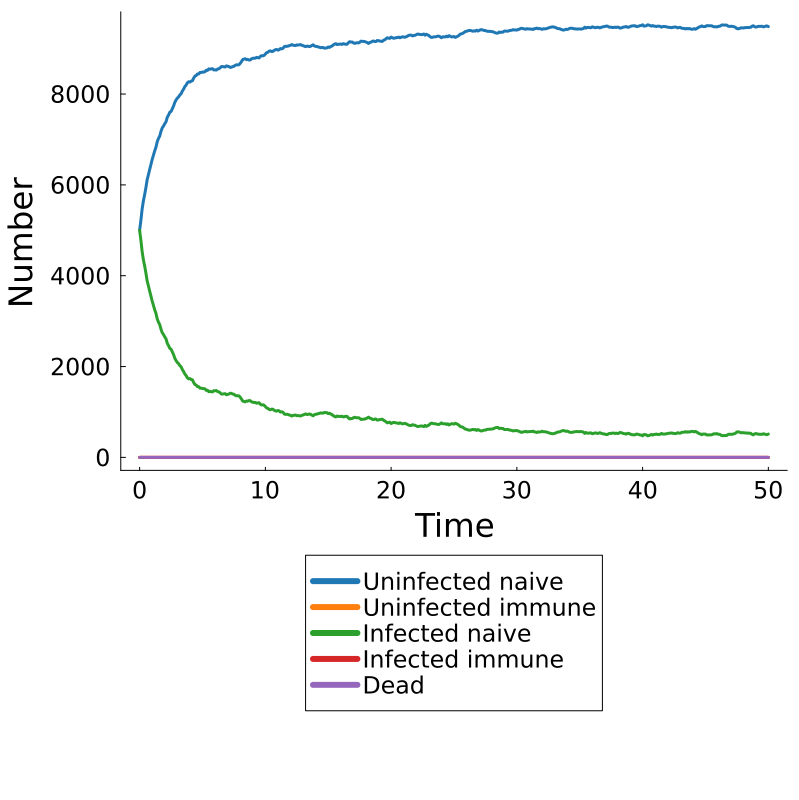 Number
8000
6000
4000
2000
0
0 10 20 30 40 50
Time
Uninfected naive
Uninfected immune
Infected naive
Infected immune
Dead